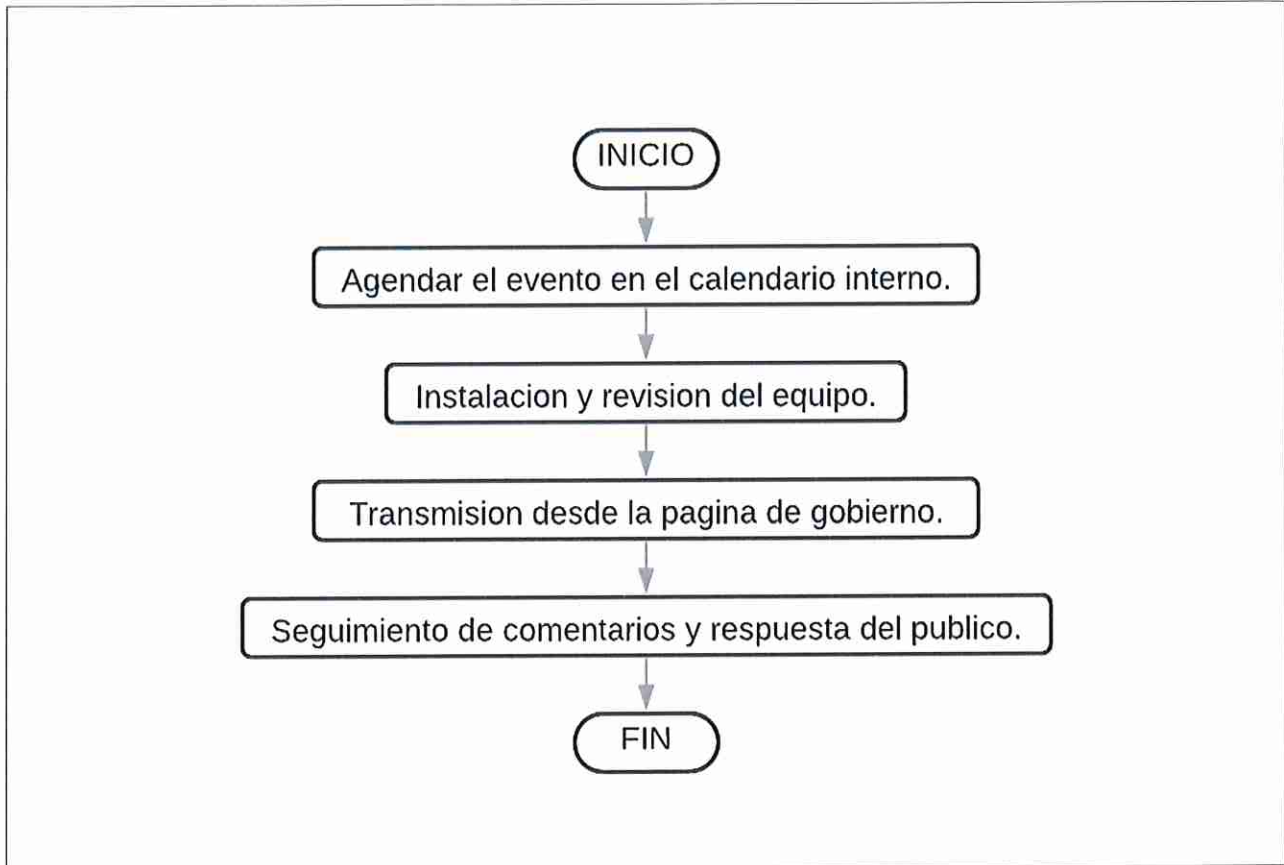 INICIO
Agendar el evento en el calendario interno.
Instalacion y revision del equipo.
Transmision desde la pagina de gobierno.
Seguimiento de comentarios y respuesta del publico.
FIN